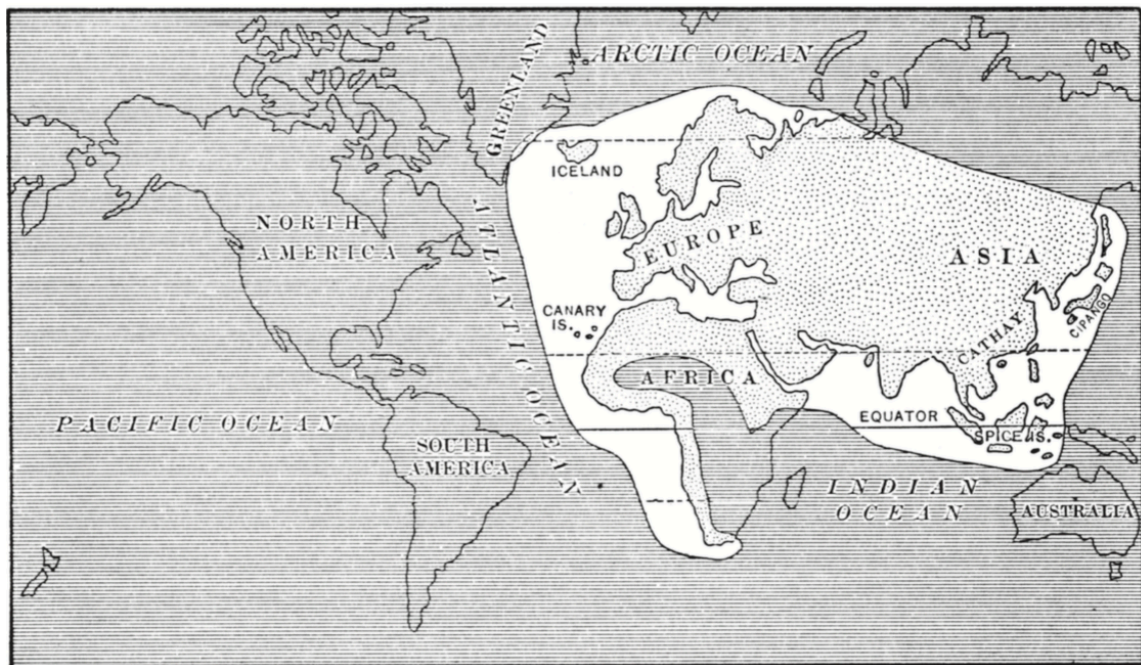 GREENLAND
ARCTIC OCEAN
ICELAND
NORTH
AMERICA
EUROPE
ASIA
ATLANTIC OCEAN
CANARY
IS.
CIPANGO
CATHAY
AFRICA
PACIFIC OCEAN
EQUATOR
SOUTH
AMERICA
SPICE IS.
INDIAN
OCEAN
AUSTRALIA